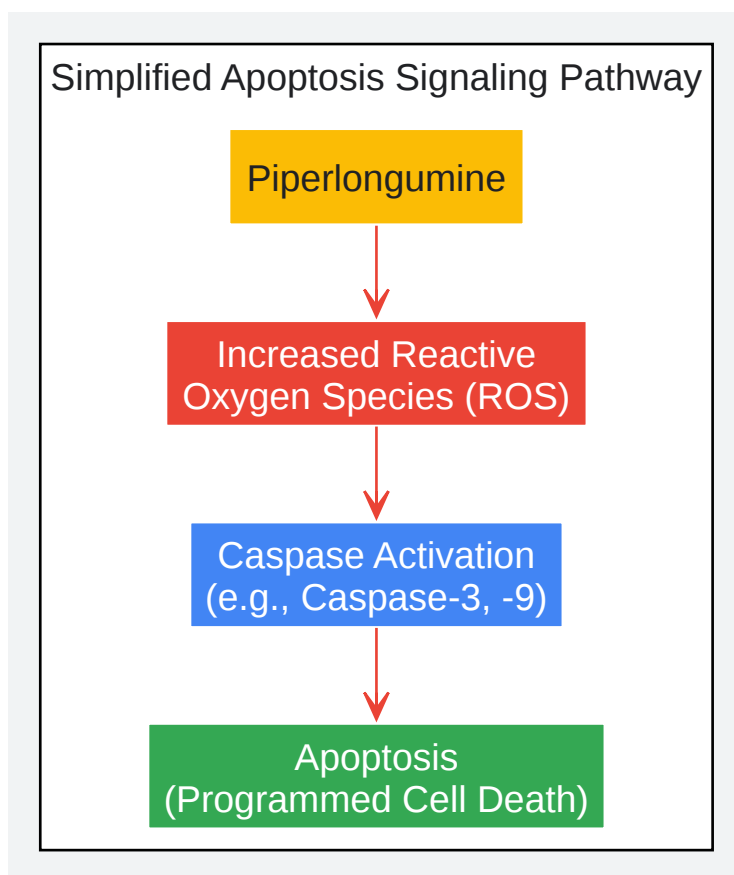 Simplified Apoptosis Signaling Pathway
Piperlongumine
Increased Reactive
Oxygen Species (ROS)
Caspase Activation
(e.g., Caspase-3, -9)
Apoptosis
(Programmed Cell Death)